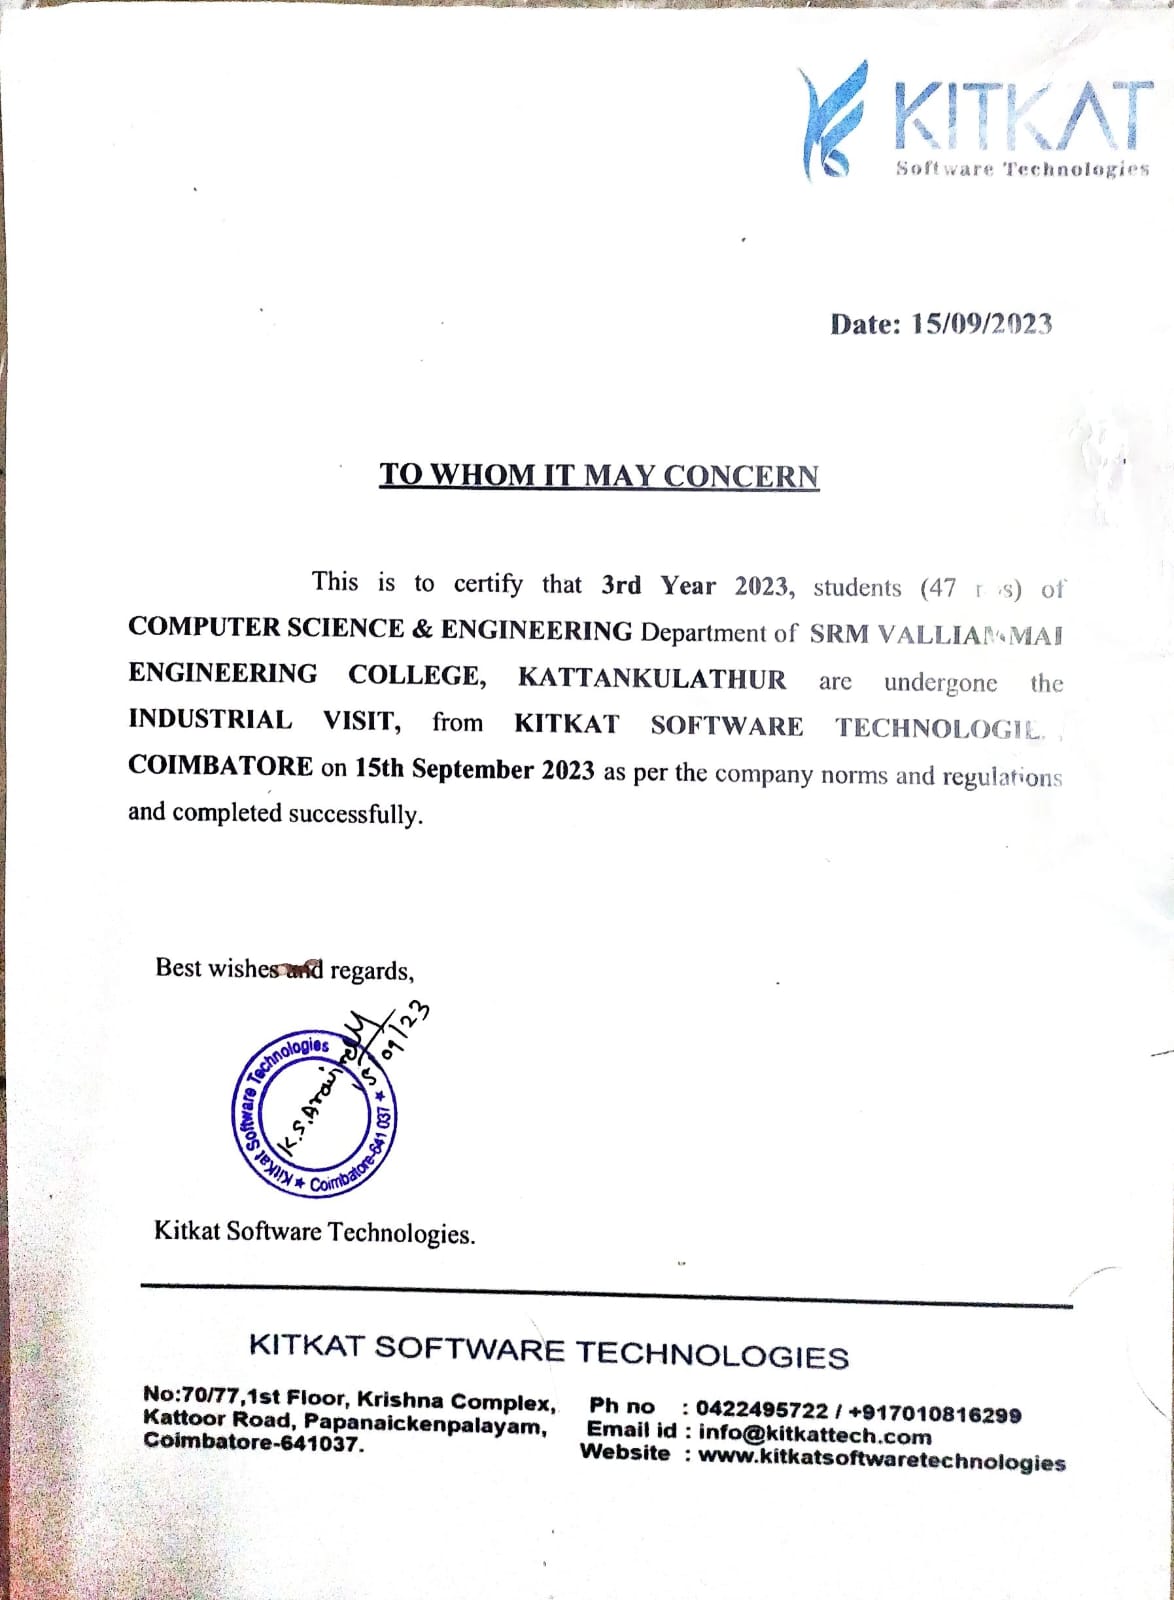 KITKAT
Software Technologies
Date: 15/09/2023
TO WHOM IT MAY CONCERN
This is to certify that 3rd Year 2023, students (47 of
COMPUTER SCIENCE & ENGINEERING Department of SRM VALLIAMMAI
ENGINEERING COLLEGE, KATTANKULATHUR are undergone the
INDUSTRIAL VISIT, from KITKAT SOFTWARE
COIMBATORE on 15th September 2023 as per the company norms and regulations
and completed successfully.
Best wishes and regards,
KitKat Software Technologies ★ Coimbatore-641 037 ★
15/09/23
Kitkat Software Technologies.
KITKAT SOFTWARE TECHNOLOGIES
No:70/77,1st Floor, Krishna Complex,
Kattoor Road, Papanaickenpalayam,
Coimbatore-641037.
Ph no : 0422495722 / +917010816299
Email id : info@kitkattech.com
Website : www.kitkatsoftwaretechnologies